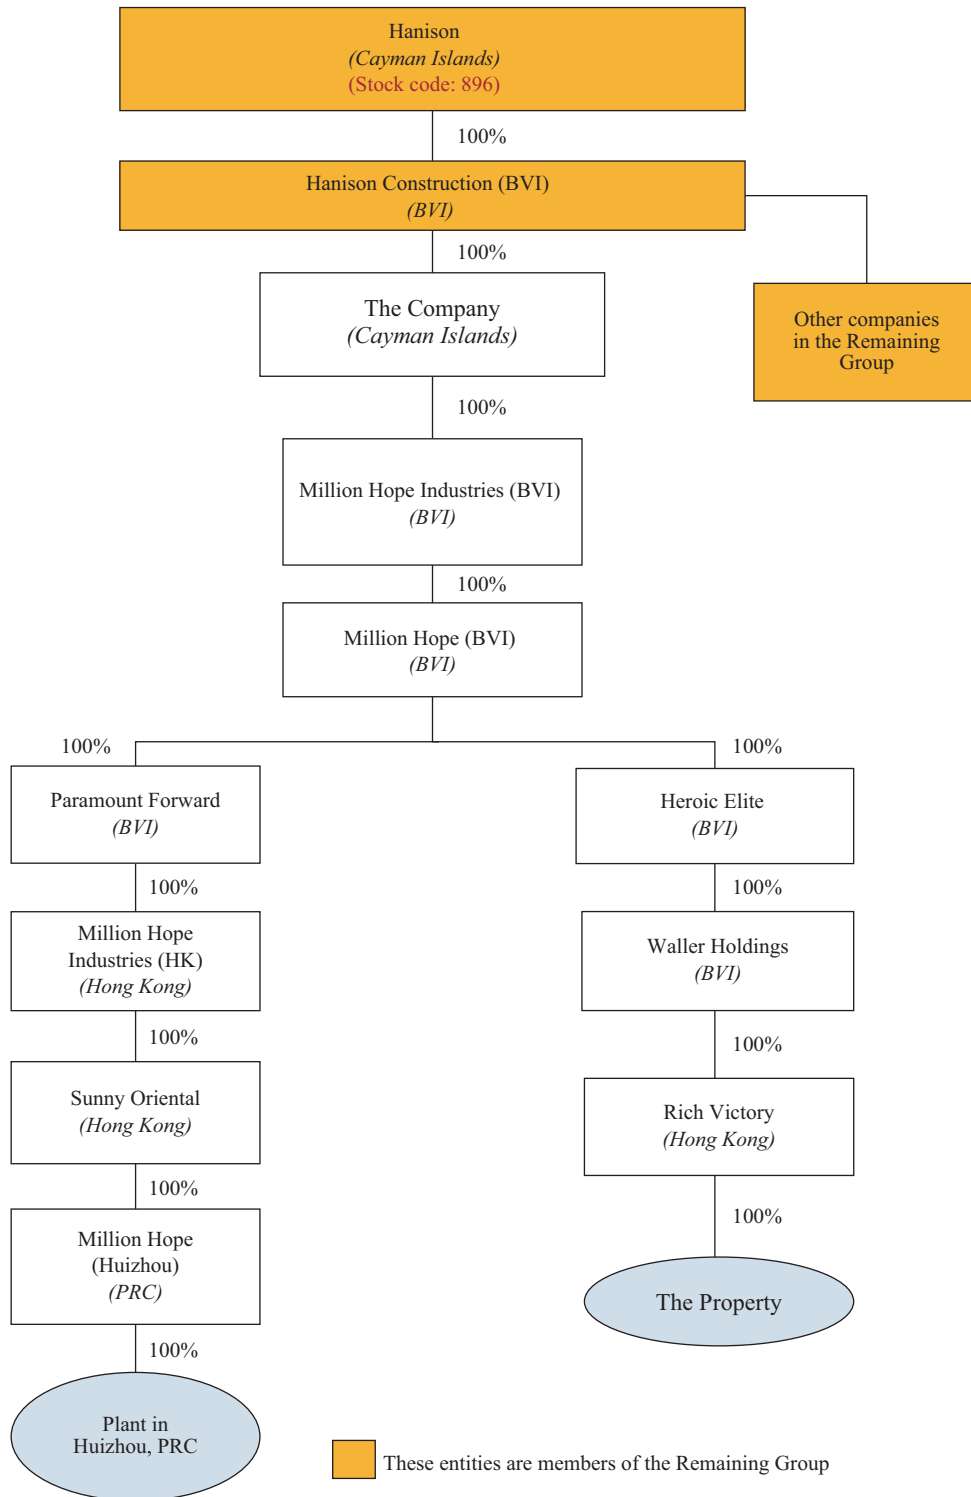 Hanison
(Cayman Islands)
(Stock code: 896)
100%
Hanison Construction (BVI)
(BVI)
100%
The Company
(Cayman Islands)
Other companies
in the Remaining
Group
100%
Million Hope Industries (BVI)
(BVI)
100%
Million Hope (BVI)
(BVI)
100%
100%
Paramount Forward
(BVI)
Heroic Elite
(BVI)
100%
100%
Million Hope
Industries (HK)
(Hong Kong)
Waller Holdings
(BVI)
100%
100%
Sunny Oriental
(Hong Kong)
Rich Victory
(Hong Kong)
100%
100%
Million Hope
(Huizhou)
(PRC)
The Property
100%
Plant in
Huizhou, PRC
These entities are members of the Remaining Group